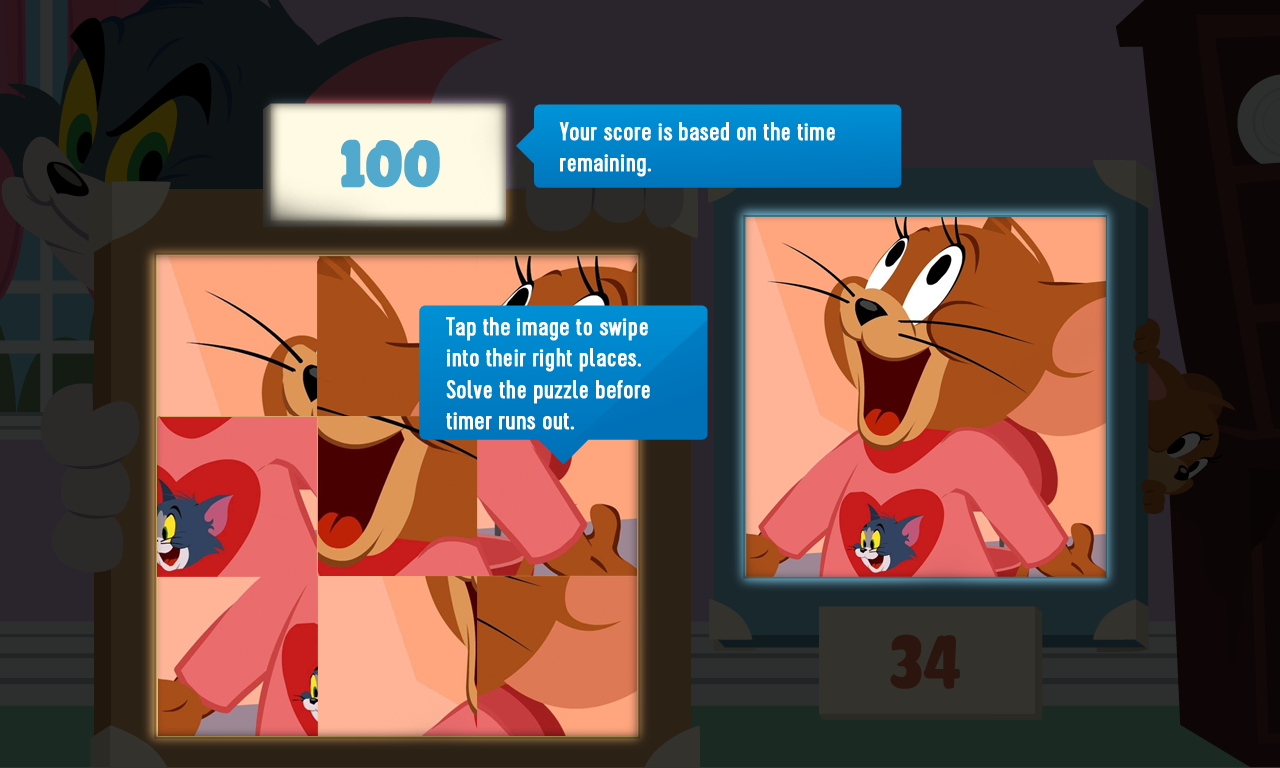 100
Your score is based on the time
remaining.
Tap the image to swipe
into their right places.
Solve the puzzle before
timer runs out.
34